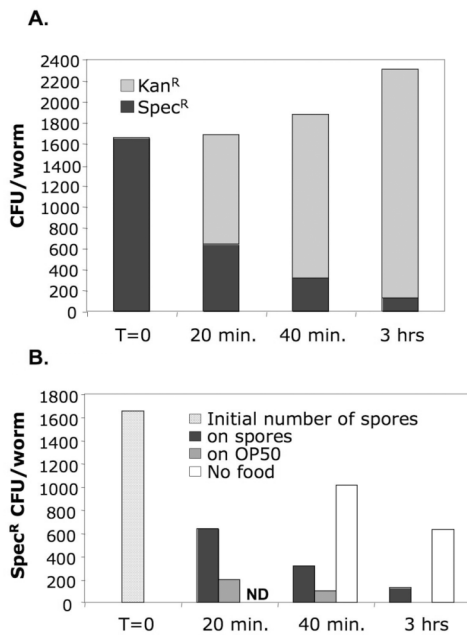 A.
2400
2200
2000
1800
1600
1400
1200
1000
800
600
400
200
0
CFU/worm
Kanᴿ
Specᴿ
T=0 20 min. 40 min. 3 hrs
B.
1800
1600
1400
1200
1000
800
600
400
200
0
Specᴿ CFU/worm
Initial number of spores
on spores
on OP50
No food
ND
T=0 20 min. 40 min. 3 hrs